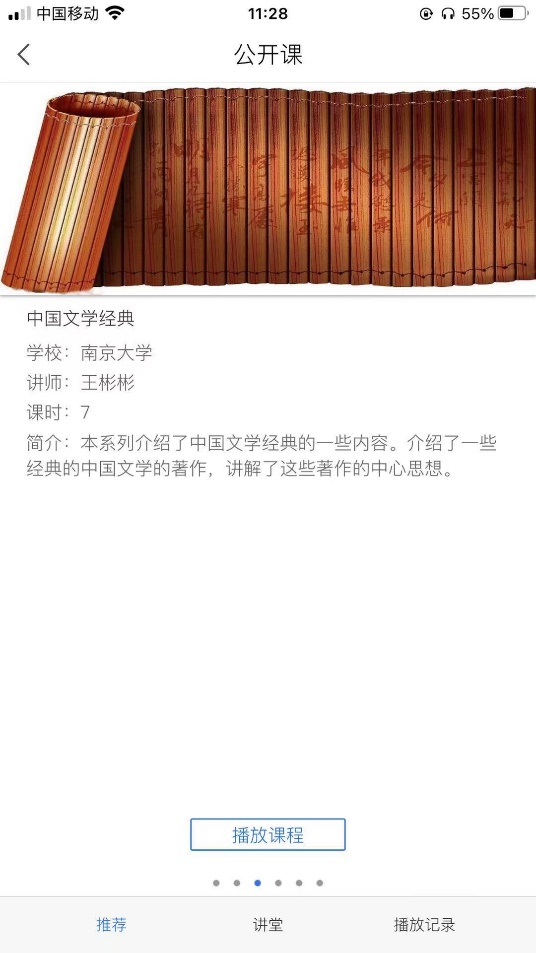 中国移动 11:28 55%
公开课
中国文学经典
学校：南京大学
讲师：王彬彬
课时：7
简介：本系列介绍了中国文学经典的一些内容。介绍了一些
经典的中国文学的著作，讲解了这些著作的中心思想。
播放课程
推荐 讲堂 播放记录